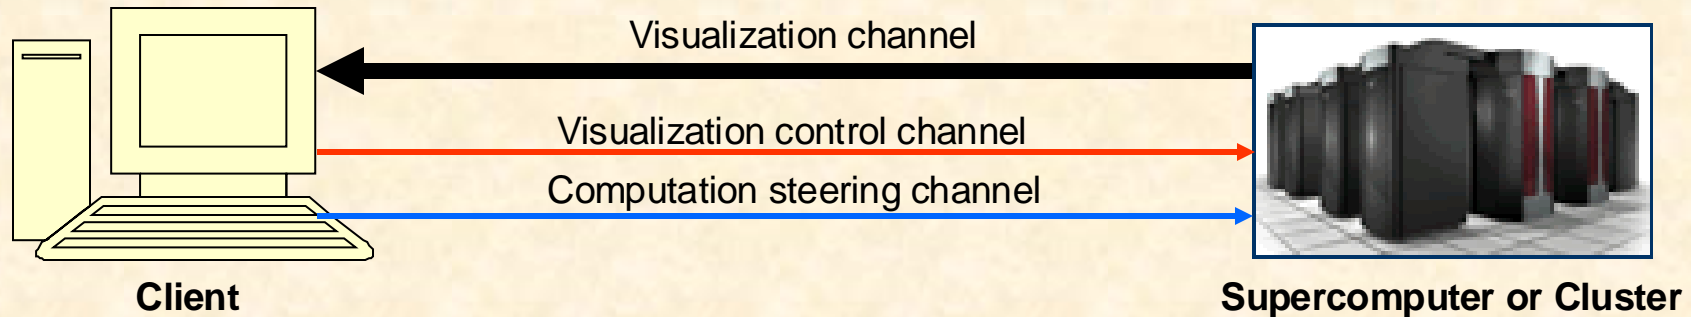 Visualization channel
Visualization control channel
Computation steering channel
Client
Supercomputer or Cluster